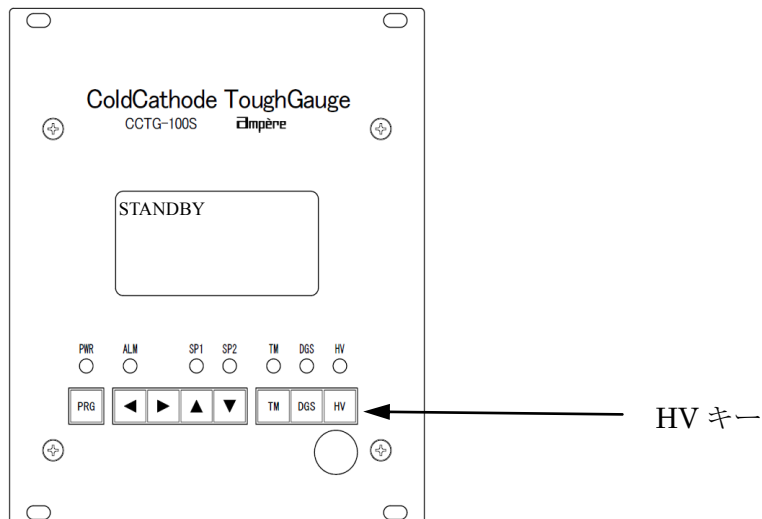 ColdCathode ToughGauge
CCTG-100S ampère
STANDBY
PWR ALM SP1 SP2 TM DGS HV
PRG ◀ ▶ ▲ ▼ TM DGS HV
HV キー